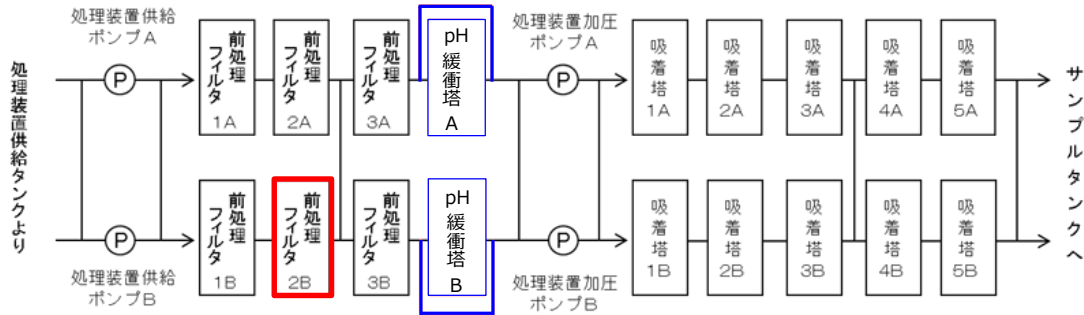 処理装置供給タンクより
処理装置供給
ポンプA
P
前処理
フィルタ
1A
前処理
フィルタ
2A
前処理
フィルタ
3A
pH
緩衝塔
A
処理装置加圧
ポンプA
P
吸着塔
1A
吸着塔
2A
吸着塔
3A
吸着塔
4A
吸着塔
5A
サンプルタンクへ
P
処理装置供給
ポンプB
前処理
フィルタ
1B
前処理
フィルタ
2B
前処理
フィルタ
3B
pH
緩衝塔
B
P
処理装置加圧
ポンプB
吸着塔
1B
吸着塔
2B
吸着塔
3B
吸着塔
4B
吸着塔
5B